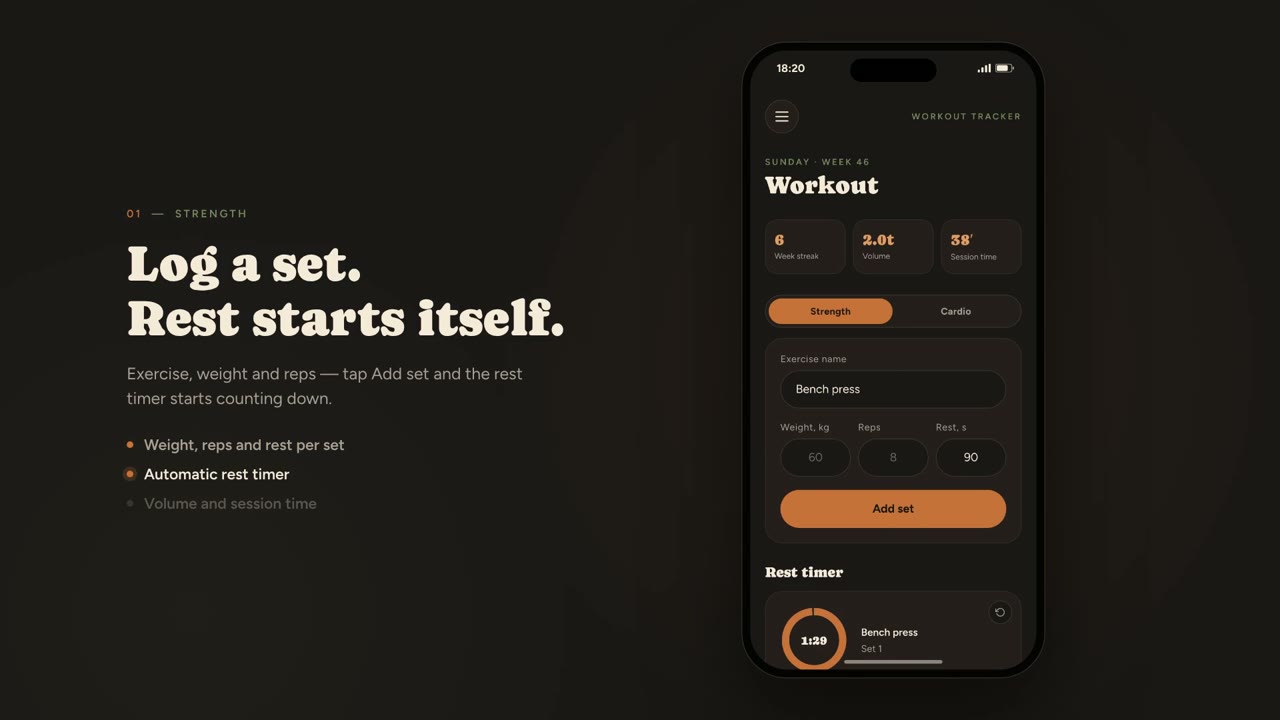 01 — STRENGTH
Log a set.
Rest starts itself.
Exercise, weight and reps — tap Add set and the rest
timer starts counting down.
Weight, reps and rest per set
Automatic rest timer
Volume and session time
18:20
WORKOUT TRACKER
SUNDAY · WEEK 46
Workout
6 2.0t 38′
Week streak Volume Session time
Strength Cardio
Exercise name
Bench press
Weight, kg Reps Rest, s
60 8 90
Add set
Rest timer
1:29
Bench press
Set 1